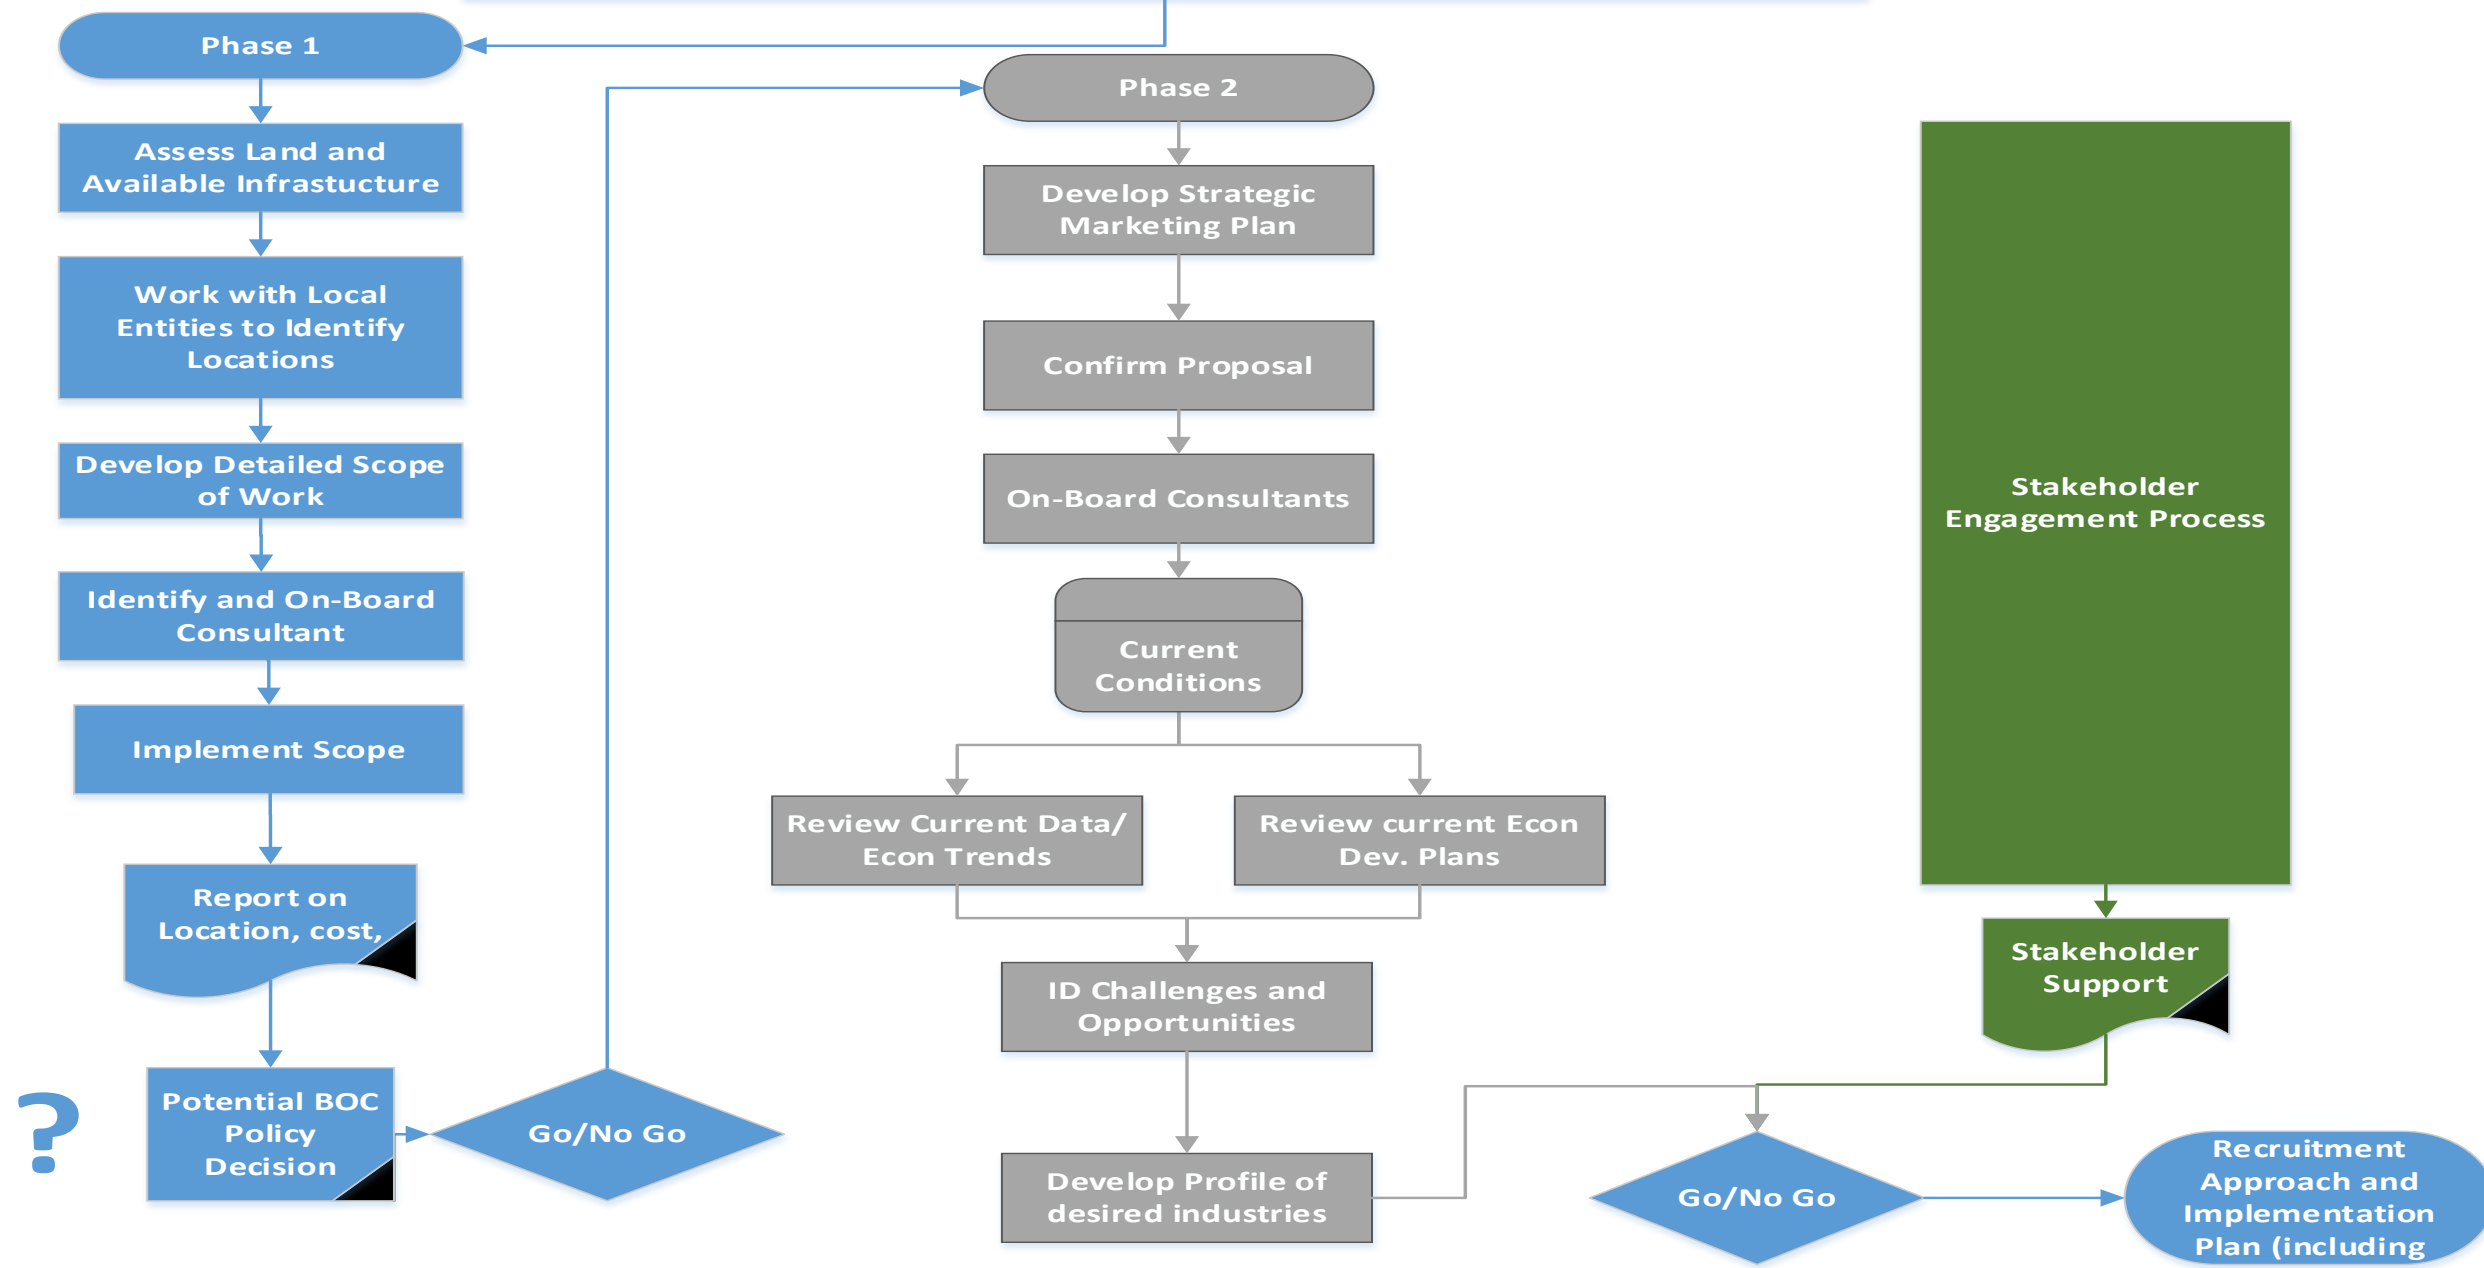 Phase 1
Assess Land and
Available Infrastucture
Work with Local
Entities to Identify
Locations
Develop Detailed Scope
of Work
Identify and On-Board
Consultant
Implement Scope
Report on
Location, cost,
?
Potential BOC
Policy
Decision
Go/No Go
Phase 2
Develop Strategic
Marketing Plan
Confirm Proposal
On-Board Consultants
Current
Conditions
Review Current Data/
Econ Trends
Review current Econ
Dev. Plans
ID Challenges and
Opportunities
Develop Profile of
desired industries
Stakeholder
Engagement Process
Stakeholder
Support
Go/No Go
Recruitment
Approach and
Implementation
Plan (including